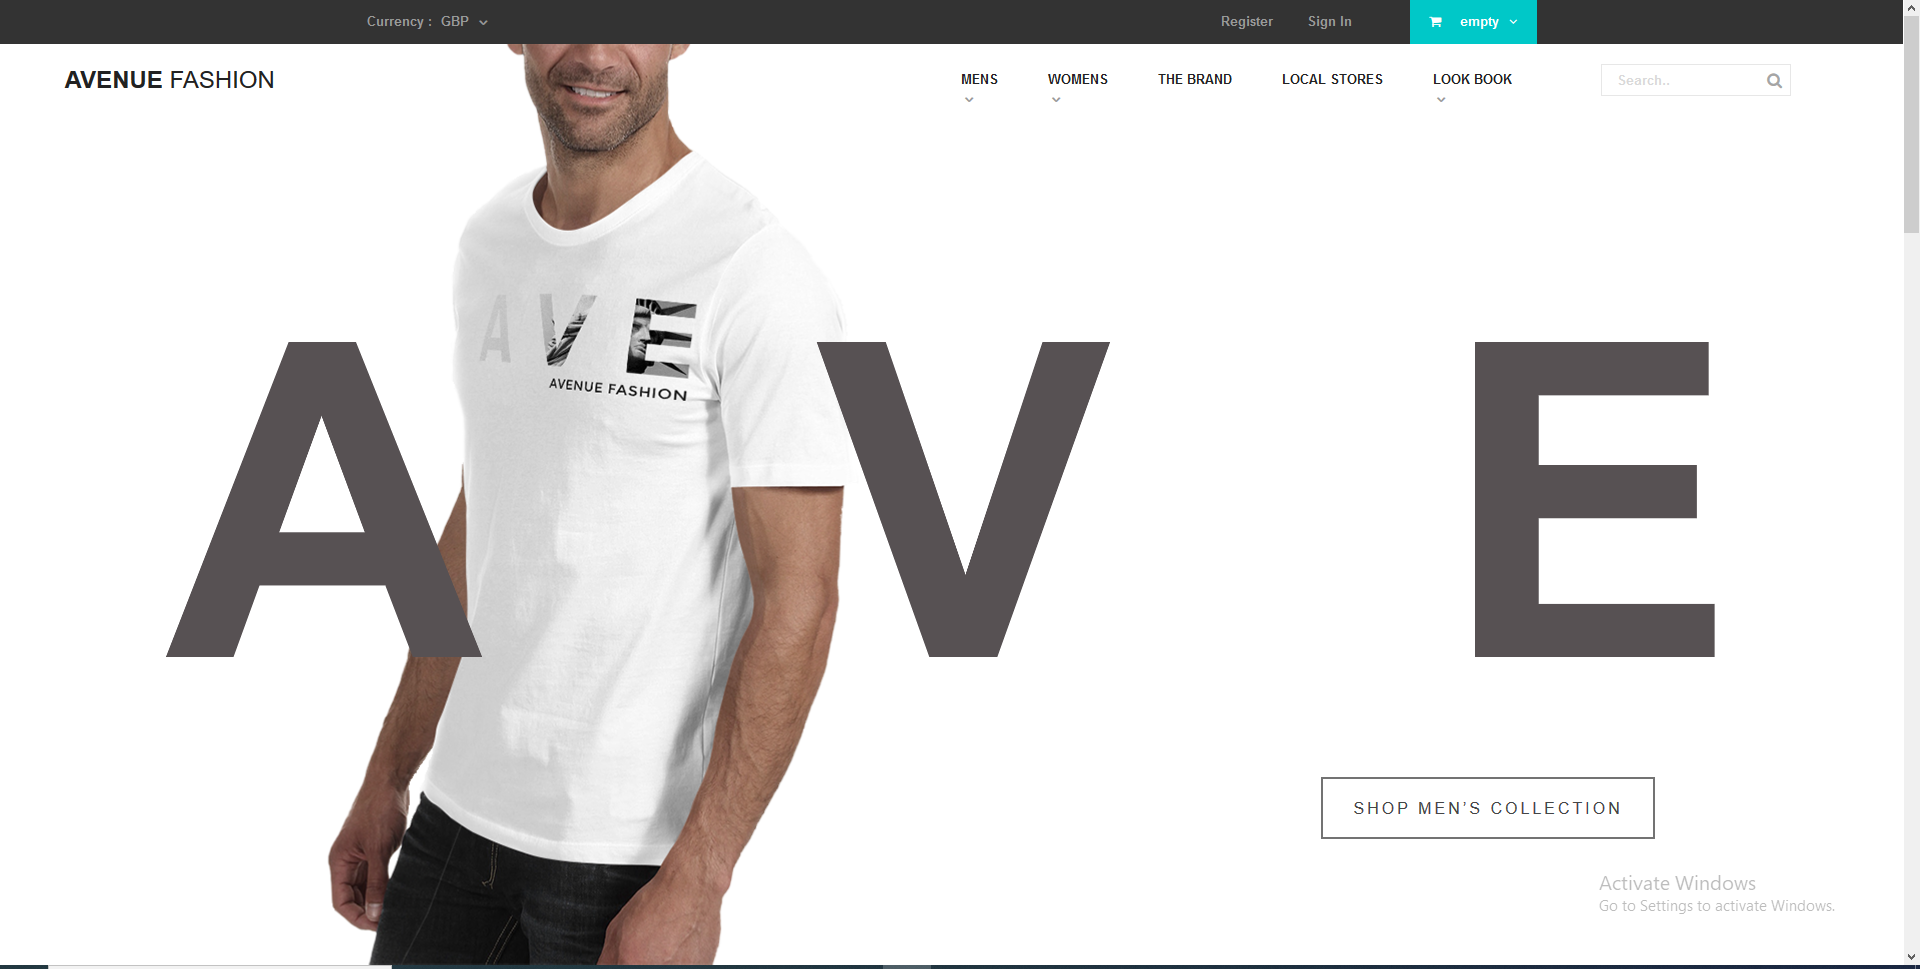 Currency : GBP
Register
Sign In
empty
AVENUE FASHION
MENS
WOMENS
THE BRAND
LOCAL STORES
LOOK BOOK
Search..
AVE
AVENUE FASHION
A V E
SHOP MEN’S COLLECTION
Activate Windows
Go to Settings to activate Windows.